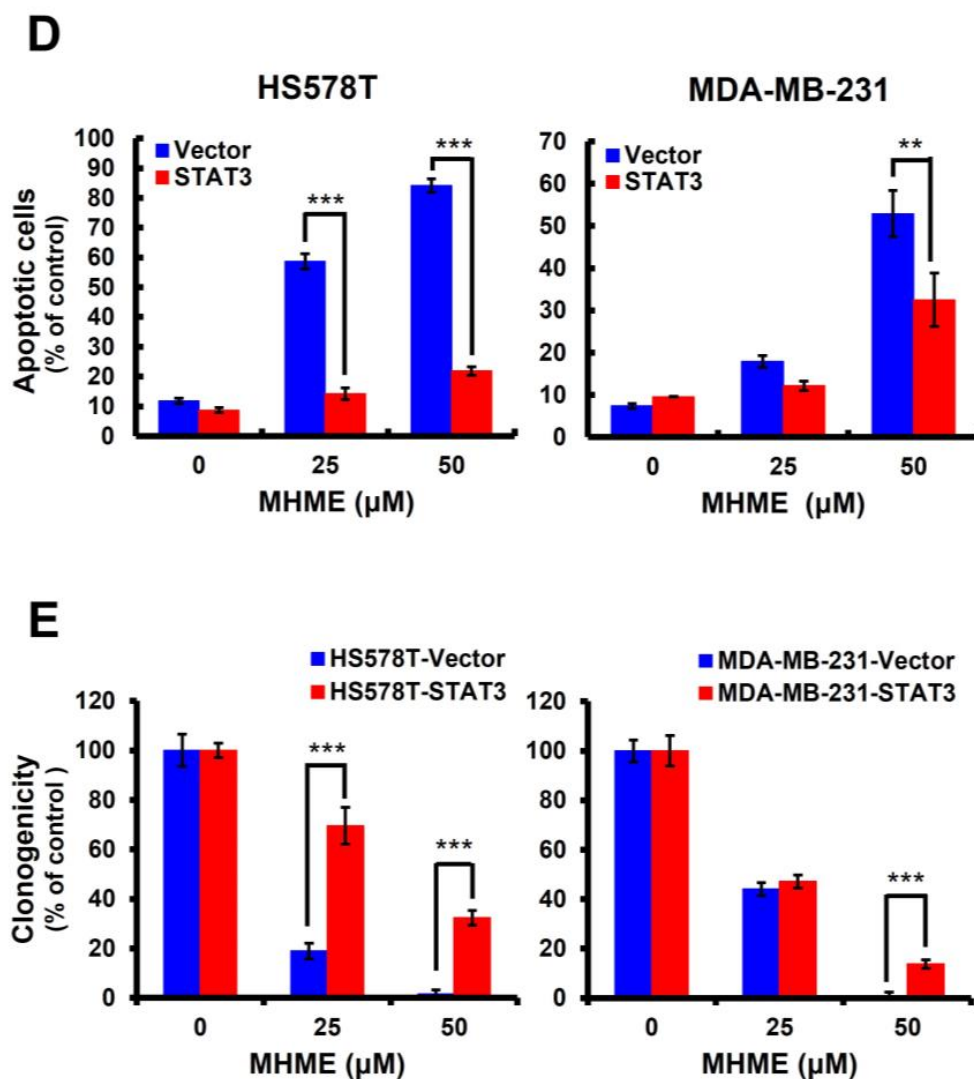 D
HS578T
MDA-MB-231
Apoptotic cells
(% of control)
100
90
80
70
60
50
40
30
20
10
0
Vector
STAT3
***
***
0
25
50
MHME (µM)
70
60
50
40
30
20
10
0
Vector
STAT3
**
0
25
50
MHME (µM)
E
HS578T-Vector
HS578T-STAT3
Clonogenicity
(% of control )
120
100
80
60
40
20
0
***
***
0
25
50
MHME (µM)
MDA-MB-231-Vector
MDA-MB-231-STAT3
120
100
80
60
40
20
0
***
0
25
50
MHME (µM)